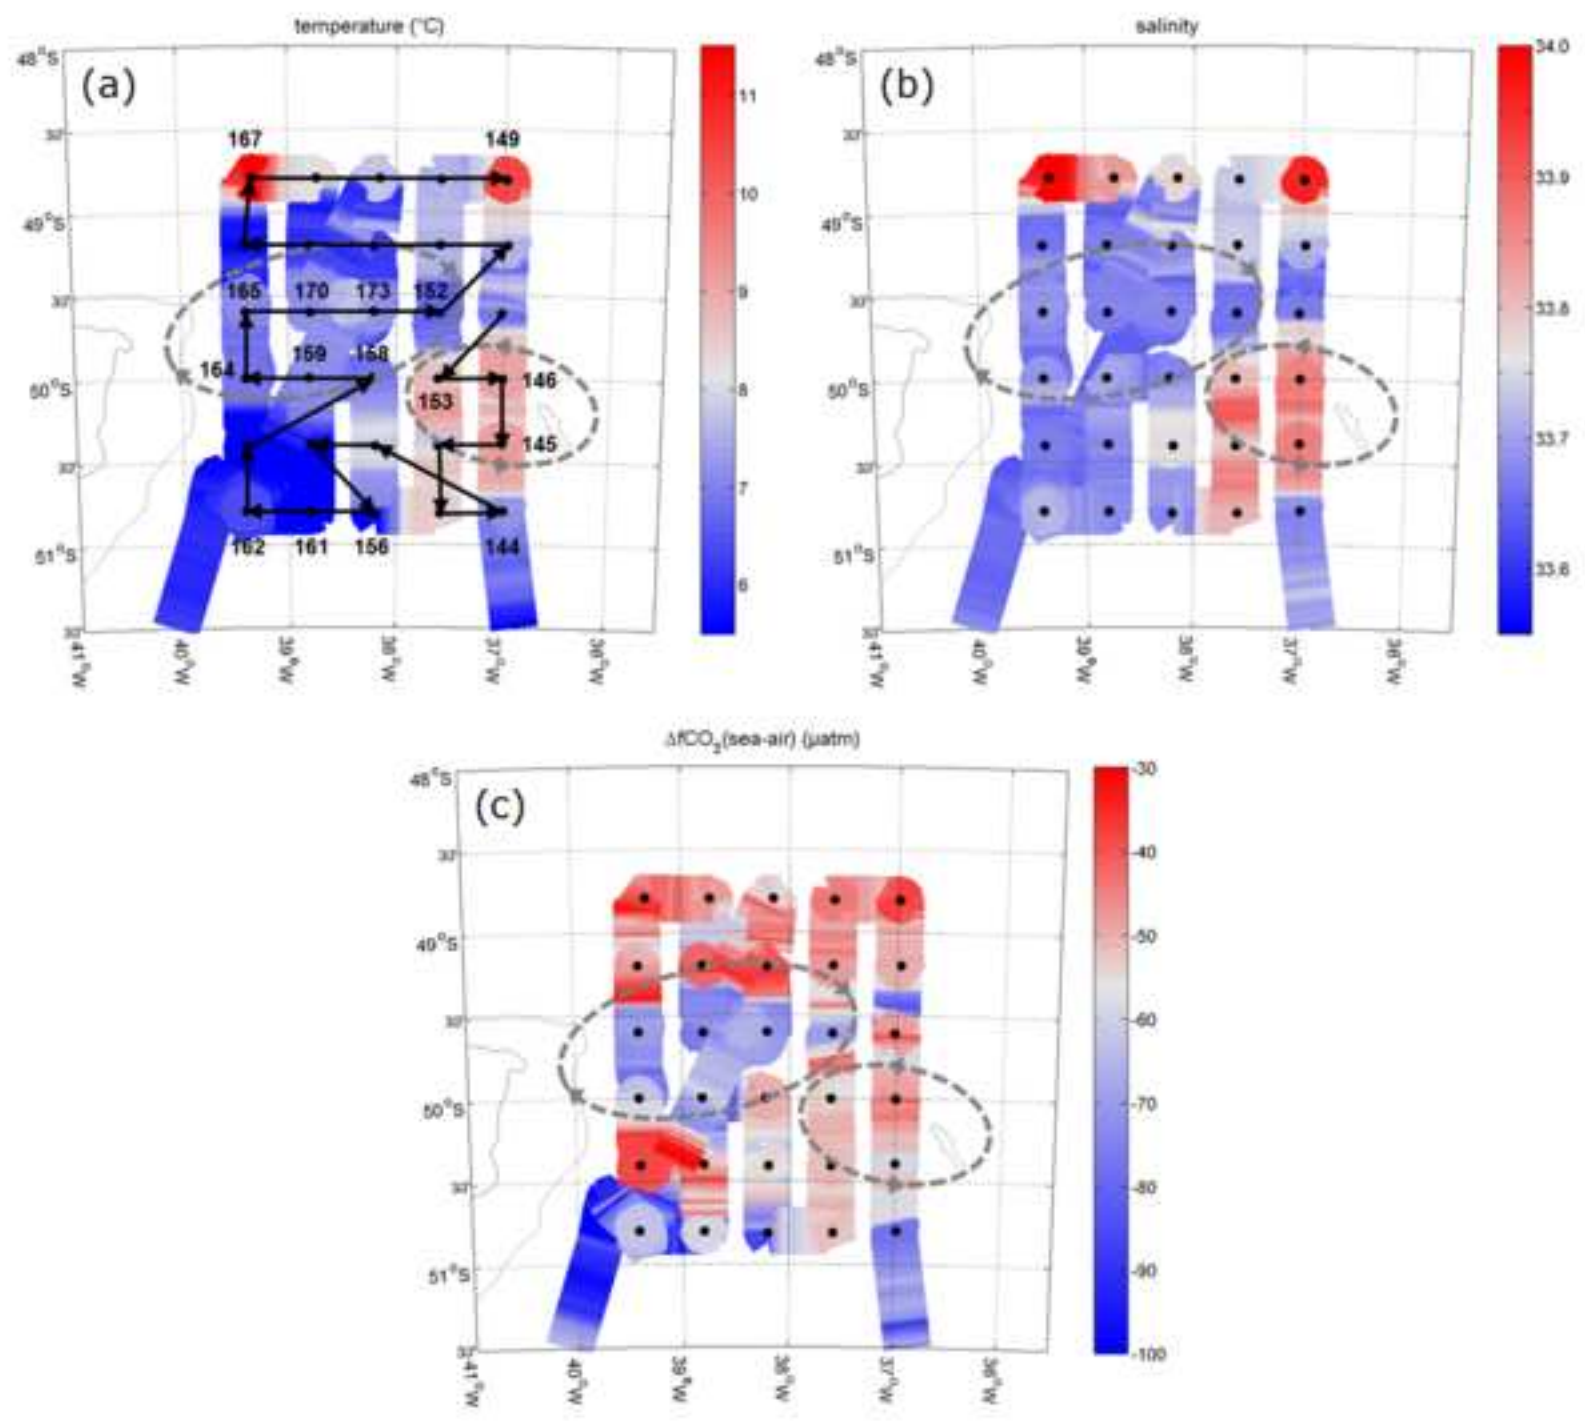 temperature (°C)
(a)
48°S
30'
49°S
30'
50°S
30'
51°S
30'
41°W
40°W
39°W
38°W
37°W
36°W
167
149
165
170
173
152
164
159
158
153
146
145
162
161
156
144
11
10
9
8
7
6
salinity
(b)
48°S
30'
49°S
30'
50°S
30'
51°S
30'
41°W
40°W
39°W
38°W
37°W
36°W
34.0
33.9
33.8
33.7
33.6
ΔfCO₂(sea-air) (µatm)
(c)
48°S
30'
49°S
30'
50°S
30'
51°S
30'
41°W
40°W
39°W
38°W
37°W
36°W
-30
-40
-50
-60
-70
-80
-90
-100